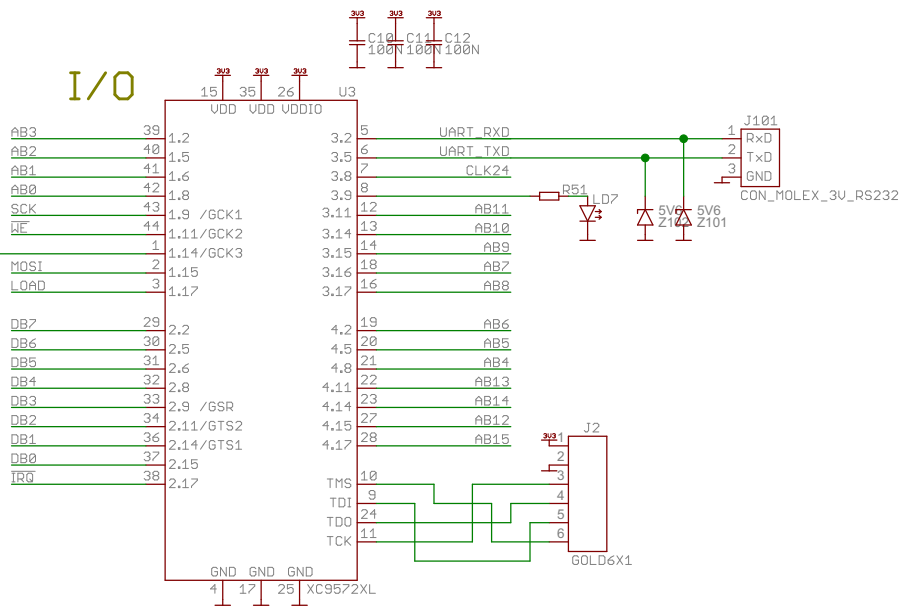 3V3 3V3 3V3
C10 C11 C12
100N 100N 100N
I/O
3V3 3V3 3V3
15 35 26 U3
VDD VDD VDDIO
J101
AB3 39 1.2 3.2 5 UART_RXD 1 RxD
AB2 40 1.5 3.5 6 UART_TXD 2 TxD
AB1 41 1.6 3.8 7 CLK24 3 GND
AB0 42 1.8 3.9 8 R51 LD7 CON_MOLEX_3V_RS232
SCK 43 1.9 /GCK1 3.11 12 AB11 5V6 5V6
WE 44 1.11/GCK2 3.14 13 AB10 Z102 Z101
1 1.14/GCK3 3.15 14 AB9
MOSI 2 1.15 3.16 18 AB7
LOAD 3 1.17 3.17 16 AB8
DB7 29 2.2 4.2 19 AB6
DB6 30 2.5 4.5 20 AB5
DB5 31 2.6 4.8 21 AB4
DB4 32 2.8 4.11 22 AB13
DB3 33 2.9 /GSR 4.14 23 AB14
DB2 34 2.11/GTS2 4.15 27 AB12
J2
DB1 36 2.14/GTS1 4.17 28 AB15 3V3 1
DB0 37 2.15 2
IRQ 38 2.17 TMS 10 3
TDI 9 4
TDO 24 5
TCK 11 6
GOLD6X1
GND GND GND
4 17 25 XC9572XL